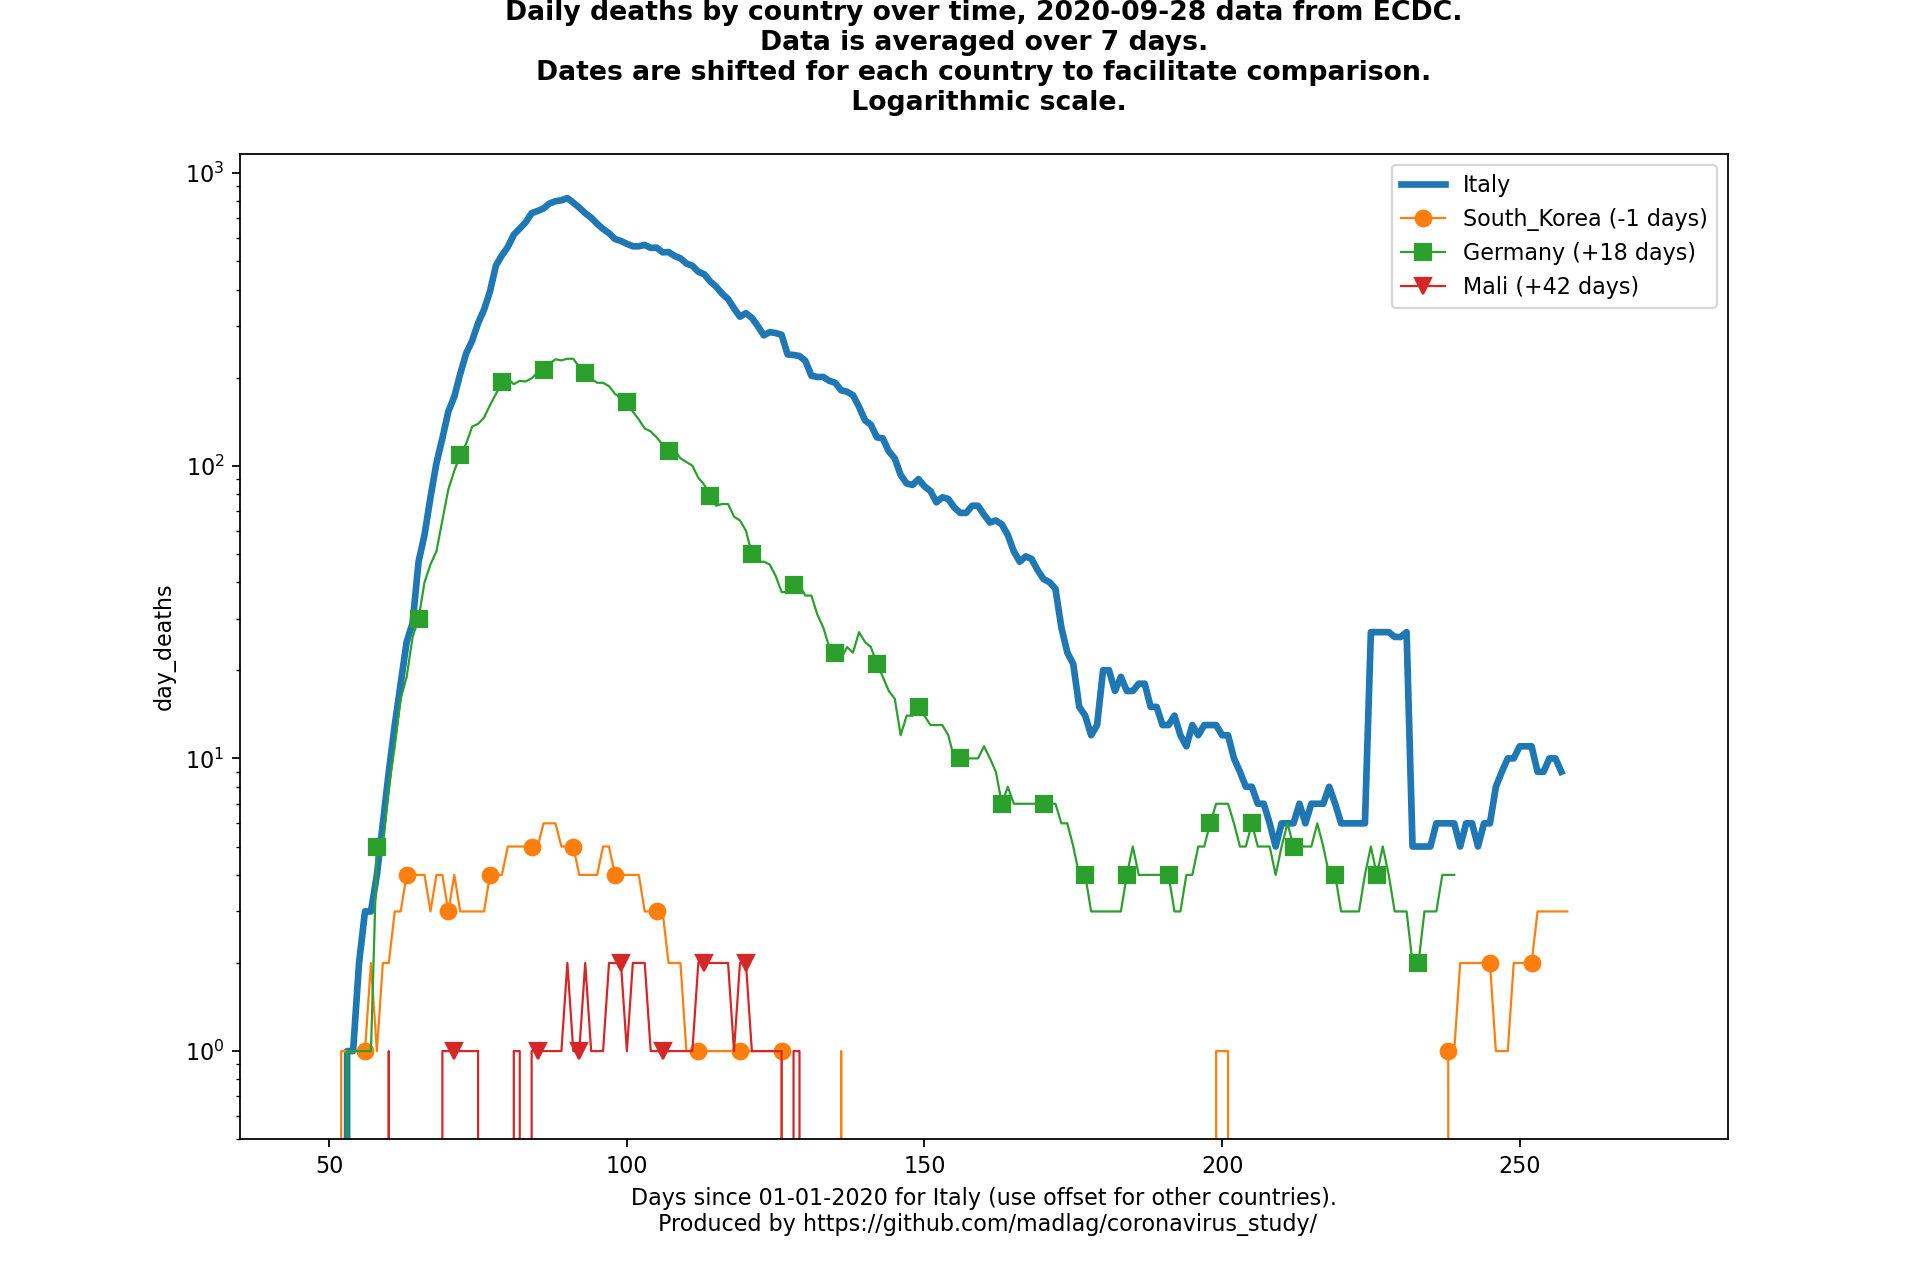 Daily deaths by country over time, 2020-09-28 data from ECDC.
Data is averaged over 7 days.
Dates are shifted for each country to facilitate comparison.
Logarithmic scale.
10³
10²
10¹
10⁰
day_deaths
Italy
South_Korea (-1 days)
Germany (+18 days)
Mali (+42 days)
50 100 150 200 250
Days since 01-01-2020 for Italy (use offset for other countries).
Produced by https://github.com/madlag/coronavirus_study/